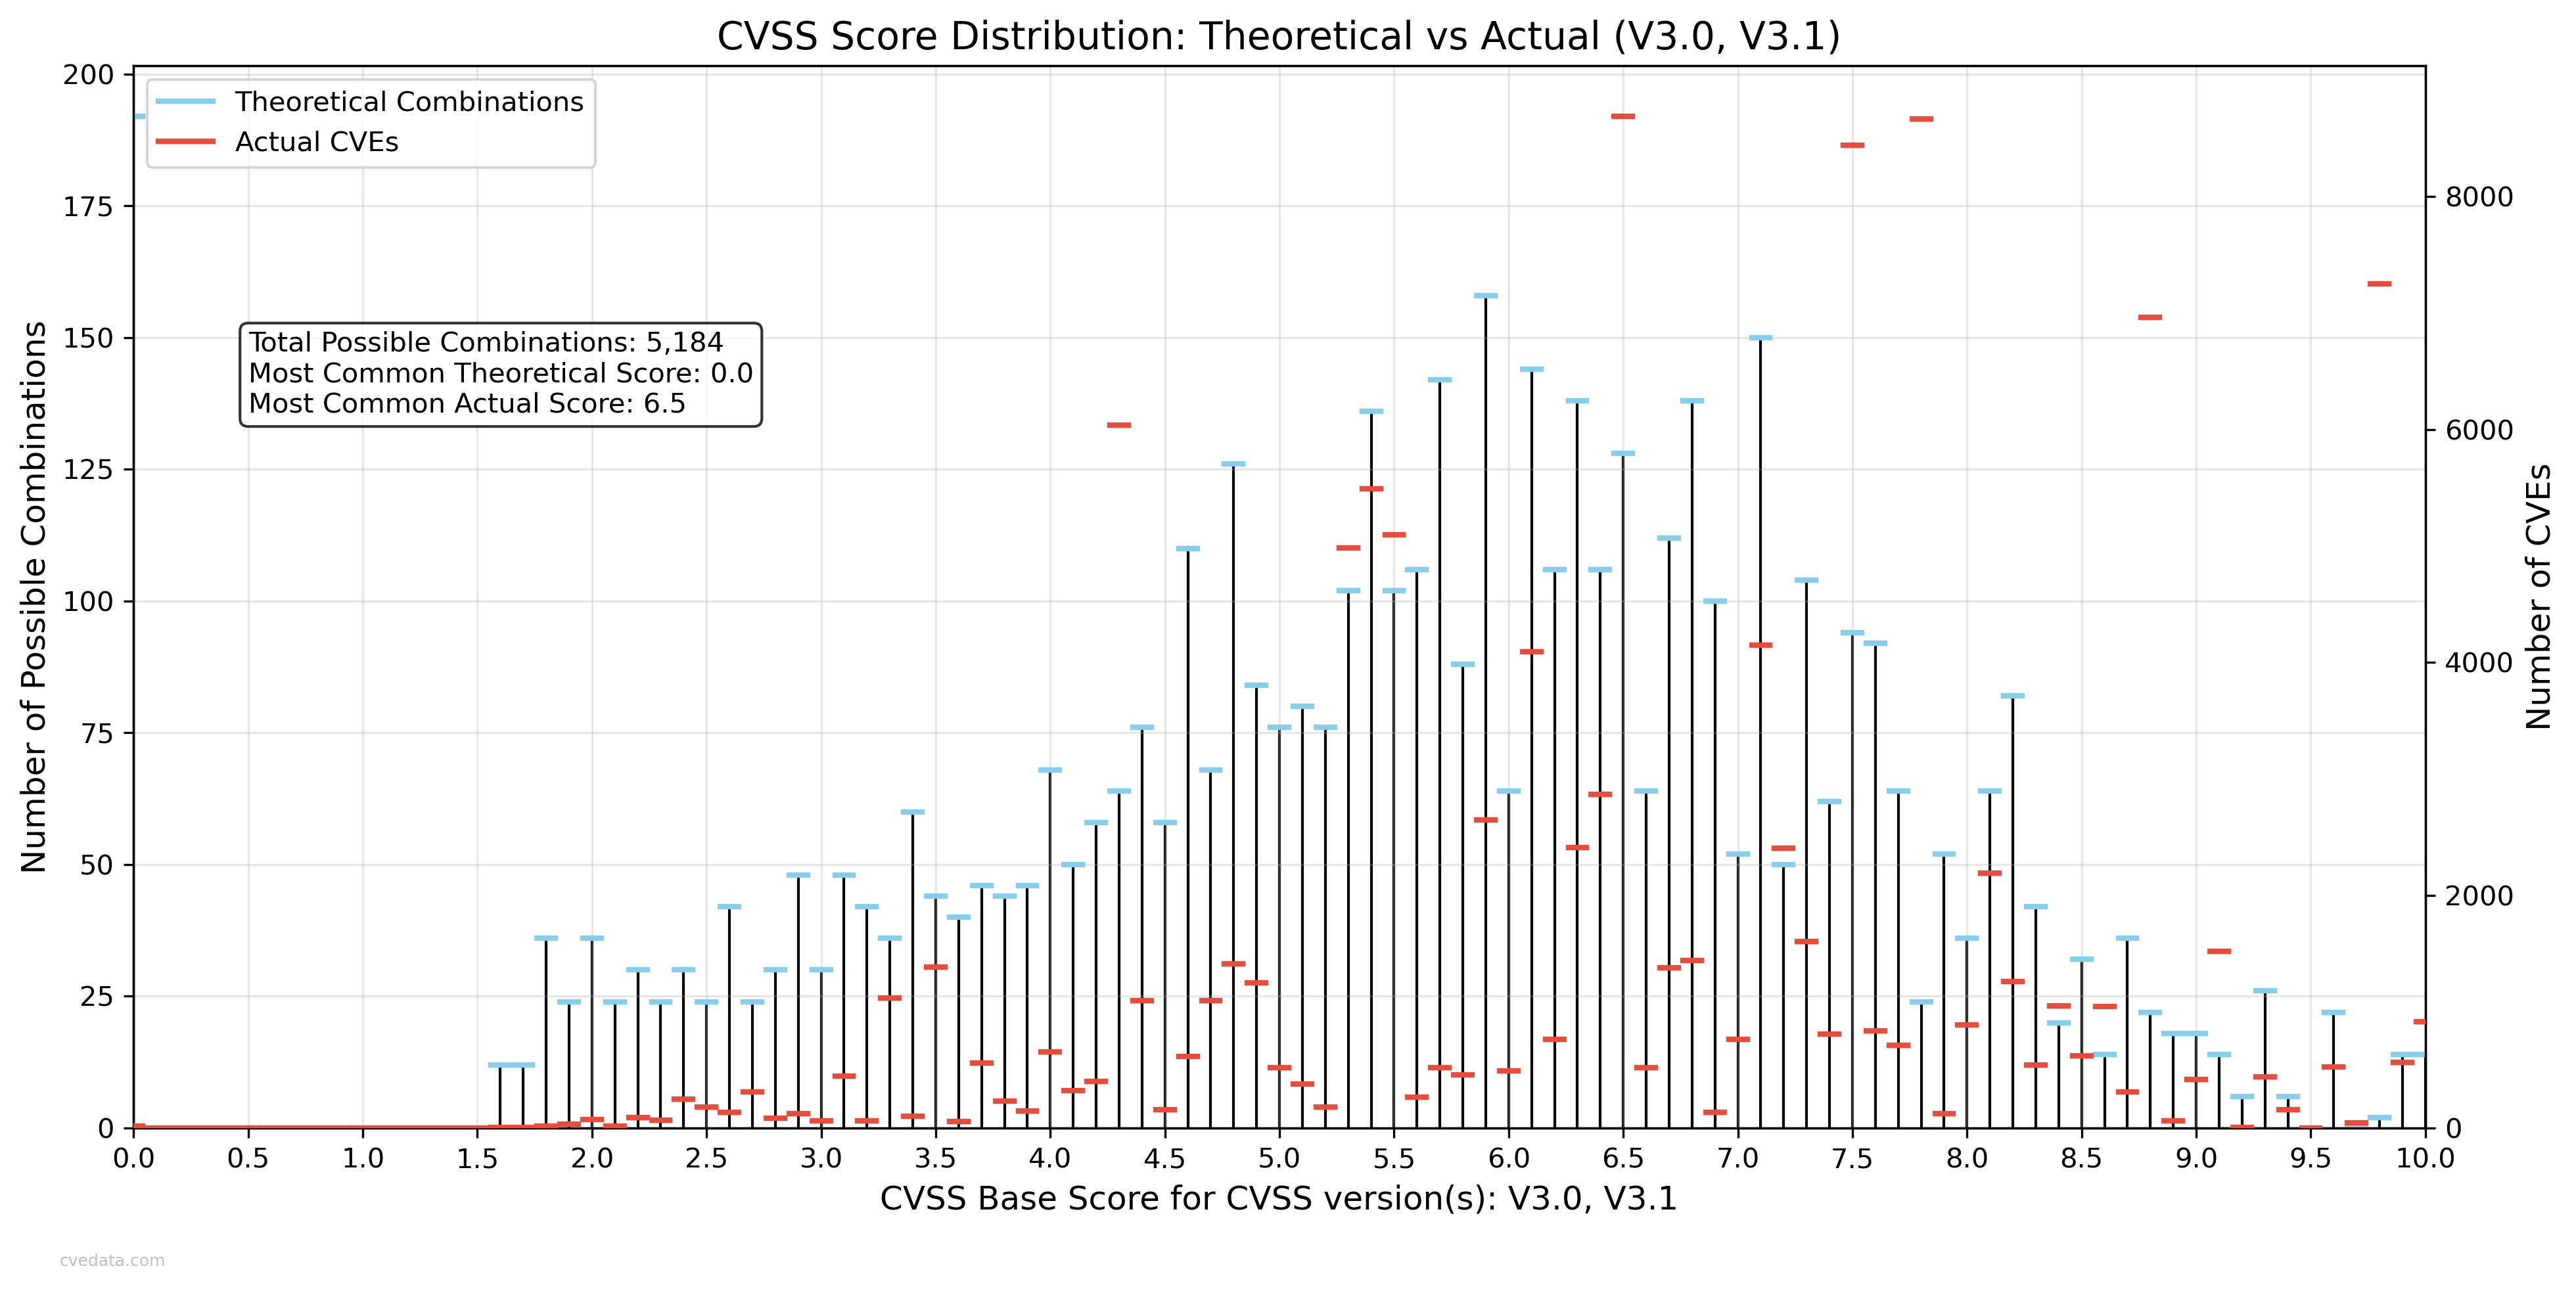 CVSS Score Distribution: Theoretical vs Actual (V3.0, V3.1)
Theoretical Combinations
Actual CVEs
Total Possible Combinations: 5,184
Most Common Theoretical Score: 0.0
Most Common Actual Score: 6.5
Number of Possible Combinations
200
175
150
125
100
75
50
25
0
Number of CVEs
8000
6000
4000
2000
0
0.0 0.5 1.0 1.5 2.0 2.5 3.0 3.5 4.0 4.5 5.0 5.5 6.0 6.5 7.0 7.5 8.0 8.5 9.0 9.5 10.0
CVSS Base Score for CVSS version(s): V3.0, V3.1
cvedata.com